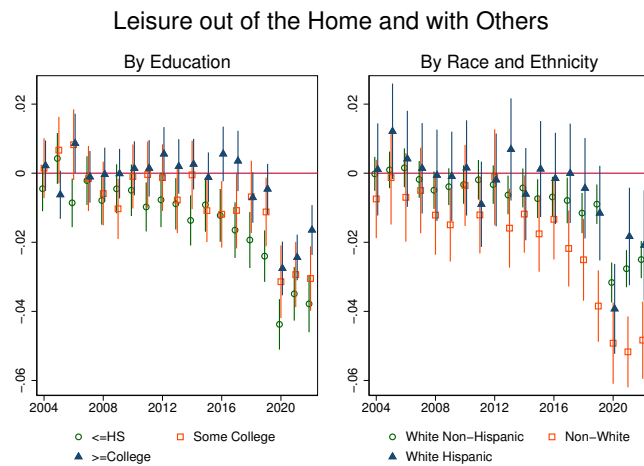 Leisure out of the Home and with Others
By Education
By Race and Ethnicity
.02
0
-.02
-.04
-.06
2004 2008 2012 2016 2020
.02
0
-.02
-.04
-.06
2004 2008 2012 2016 2020
<=HS Some College
>=College
White Non-Hispanic Non-White
White Hispanic